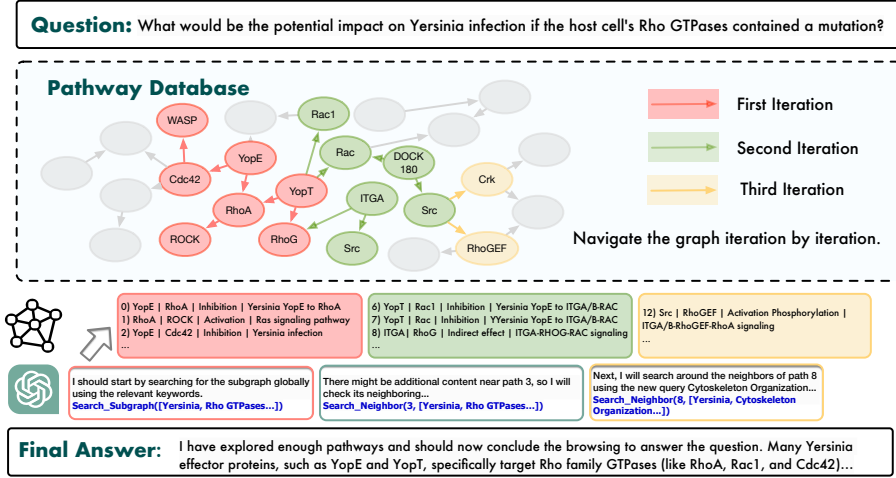 Question: What would be the potential impact on Yersinia infection if the host cell's Rho GTPases contained a mutation?
Pathway Database
WASP
Rac1
First Iteration
Rac
DOCK
180
Second Iteration
YopE
Cdc42
YopT
Crk
Third Iteration
RhoA
ITGA
Src
ROCK
RhoG
Src
RhoGEF
Navigate the graph iteration by iteration.
0) YopE | RhoA | Inhibition | Yersinia YopE to RhoA
1) RhoA | ROCK | Activation | Ras signaling pathway
2) YopE | Cdc42 | Inhibition | Yersinia infection
...
6) YopT | Rac1 | Inhibition | Yersinia YopE to ITGA/B-RAC
7) YopT | Rac | Inhibition | YYersinia YopE to ITGA/B-RAC
8) ITGA| RhoG | Indirect effect | ITGA-RHOG-RAC signaling
...
12) Src | RhoGEF | Activation Phosphorylation |
ITGA/B-RhoGEF-RhoA signaling
...
I should start by searching for the subgraph globally
using the relevant keywords.
Search_Subgraph([Yersinia, Rho GTPases...])
There might be additional content near path 3, so I will
check its neighboring...
Search_Neighbor(3, [Yersinia, Rho GTPases...])
Next, I will search around the neighbors of path 8
using the new query Cytoskeleton Organization...
Search_Neighbor(8, [Yersinia, Cytoskeleton
Organization...])
Final Answer: I have explored enough pathways and should now conclude the browsing to answer the question. Many Yersinia
effector proteins, such as YopE and YopT, specifically target Rho family GTPases (like RhoA, Rac1, and Cdc42)...